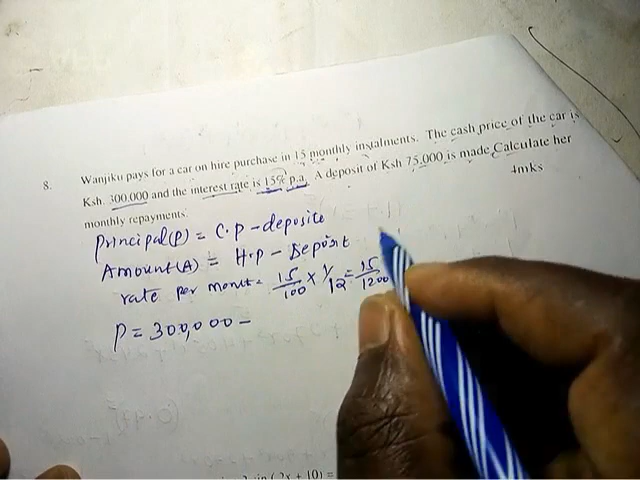 8. Wanjiku pays for a car on hire purchase in 15 monthly instalments. The cash price of the car is
Ksh. 300,000 and the interest rate is 15% p.a. A deposit of Ksh 75,000 is made. Calculate her
monthly repayments. 4mks
Principal(P) = C.p - deposite
Amount(A) = H.p - Deposit
rate per month = 15/100 × 1/12 = 15/1200
P = 300,000 -
(2x + 10) =